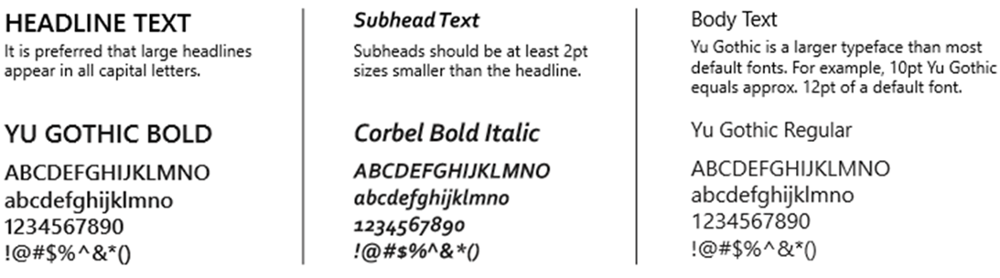 HEADLINE TEXT
It is preferred that large headlines
appear in all capital letters.
YU GOTHIC BOLD
ABCDEFGHIJKLMNO
abcdefghijklmno
1234567890
!@#$%^&*()
Subhead Text
Subheads should be at least 2pt
sizes smaller than the headline.
Corbel Bold Italic
ABCDEFGHIJKLMNO
abcdefghijklmno
1234567890
!@#$%^&*()
Body Text
Yu Gothic is a larger typeface than most
default fonts. For example, 10pt Yu Gothic
equals approx. 12pt of a default font.
Yu Gothic Regular
ABCDEFGHIJKLMNO
abcdefghijklmno
1234567890
!@#$%^&*()